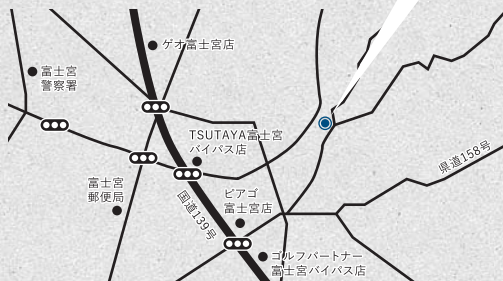 ゲオ富士宮店
富士宮
警察署
TSUTAYA富士宮
バイパス店
県道158号
富士宮
郵便局
国道139号
ピアゴ
富士宮店
ゴルフパートナー
富士宮バイパス店